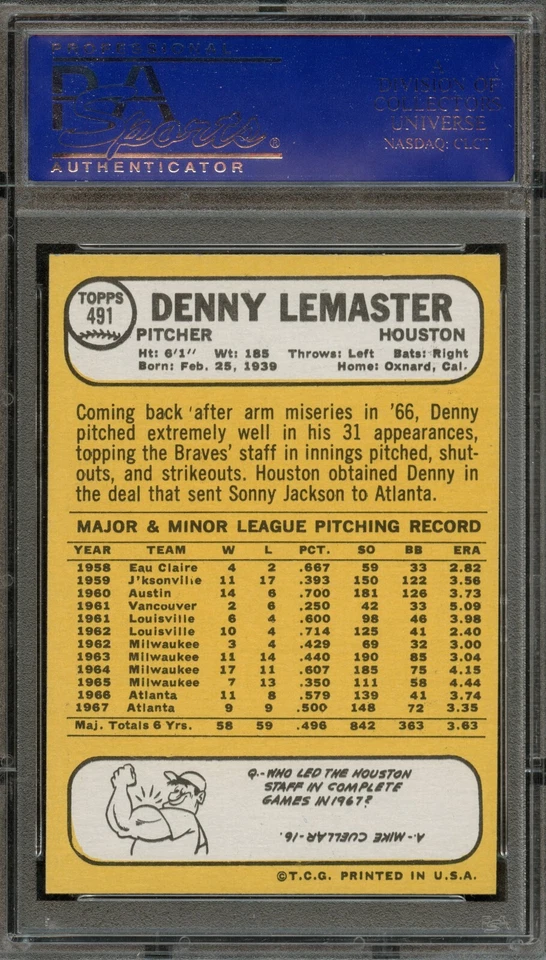 PROFESSIONAL
PSA
Sports®
AUTHENTICATOR
A
DIVISION OF
COLLECTORS
UNIVERSE
NASDAQ: CLCT
TOPPS
491
DENNY LEMASTER
PITCHER HOUSTON
Ht: 6'1" Wt: 185 Throws: Left Bats: Right
Born: Feb. 25, 1939 Home: Oxnard, Cal.
Coming back after arm miseries in '66, Denny
pitched extremely well in his 31 appearances,
topping the Braves' staff in innings pitched, shut-
outs, and strikeouts. Houston obtained Denny in
the deal that sent Sonny Jackson to Atlanta.
MAJOR & MINOR LEAGUE PITCHING RECORD
YEAR TEAM W L PCT. SO BB ERA
1958 Eau Claire 4 2 .667 59 33 2.82
1959 J'ksonville 11 17 .393 150 122 3.56
1960 Austin 14 6 .700 181 126 3.73
1961 Vancouver 2 6 .250 42 33 5.09
1961 Louisville 6 4 .600 98 46 3.98
1962 Louisville 10 4 .714 125 41 2.40
1962 Milwaukee 3 4 .429 69 32 3.00
1963 Milwaukee 11 14 .440 190 85 3.04
1964 Milwaukee 17 11 .607 185 75 4.15
1965 Milwaukee 7 13 .350 111 58 4.44
1966 Atlanta 11 8 .579 139 41 3.74
1967 Atlanta 9 9 .500 148 72 3.35
Maj. Totals 6 Yrs. 58 59 .496 842 363 3.63
Q.-WHO LED THE HOUSTON
STAFF IN COMPLETE
GAMES IN 1967?
A. MIKE CUELLAR-16.
©T.C.G. PRINTED IN U.S.A.